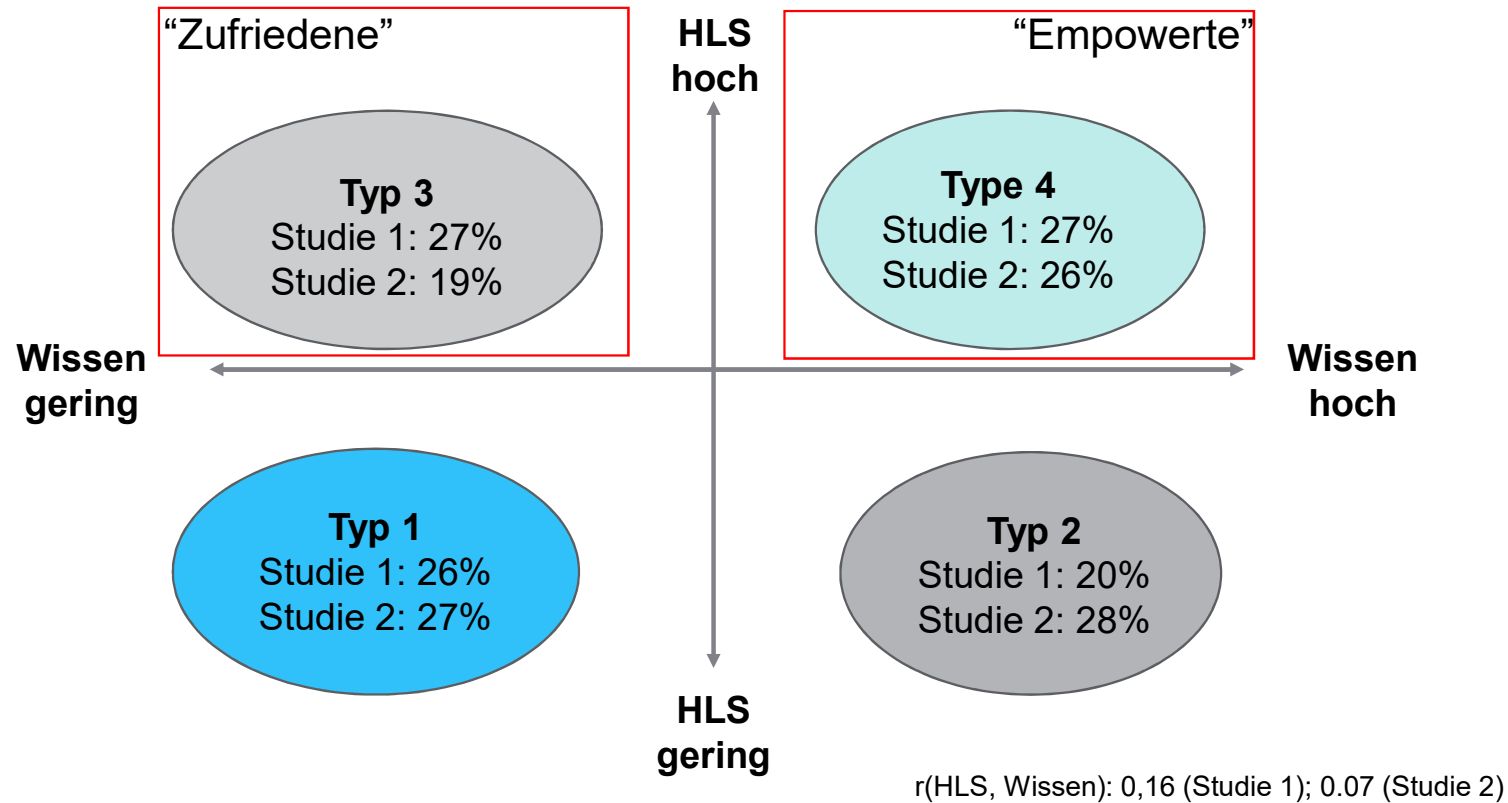 “Zufriedene”
HLS
hoch
“Empowerte”
Typ 3
Studie 1: 27%
Studie 2: 19%
Type 4
Studie 1: 27%
Studie 2: 26%
Wissen
gering
Wissen
hoch
Typ 1
Studie 1: 26%
Studie 2: 27%
Typ 2
Studie 1: 20%
Studie 2: 28%
HLS
gering
r(HLS, Wissen): 0,16 (Studie 1); 0.07 (Studie 2)